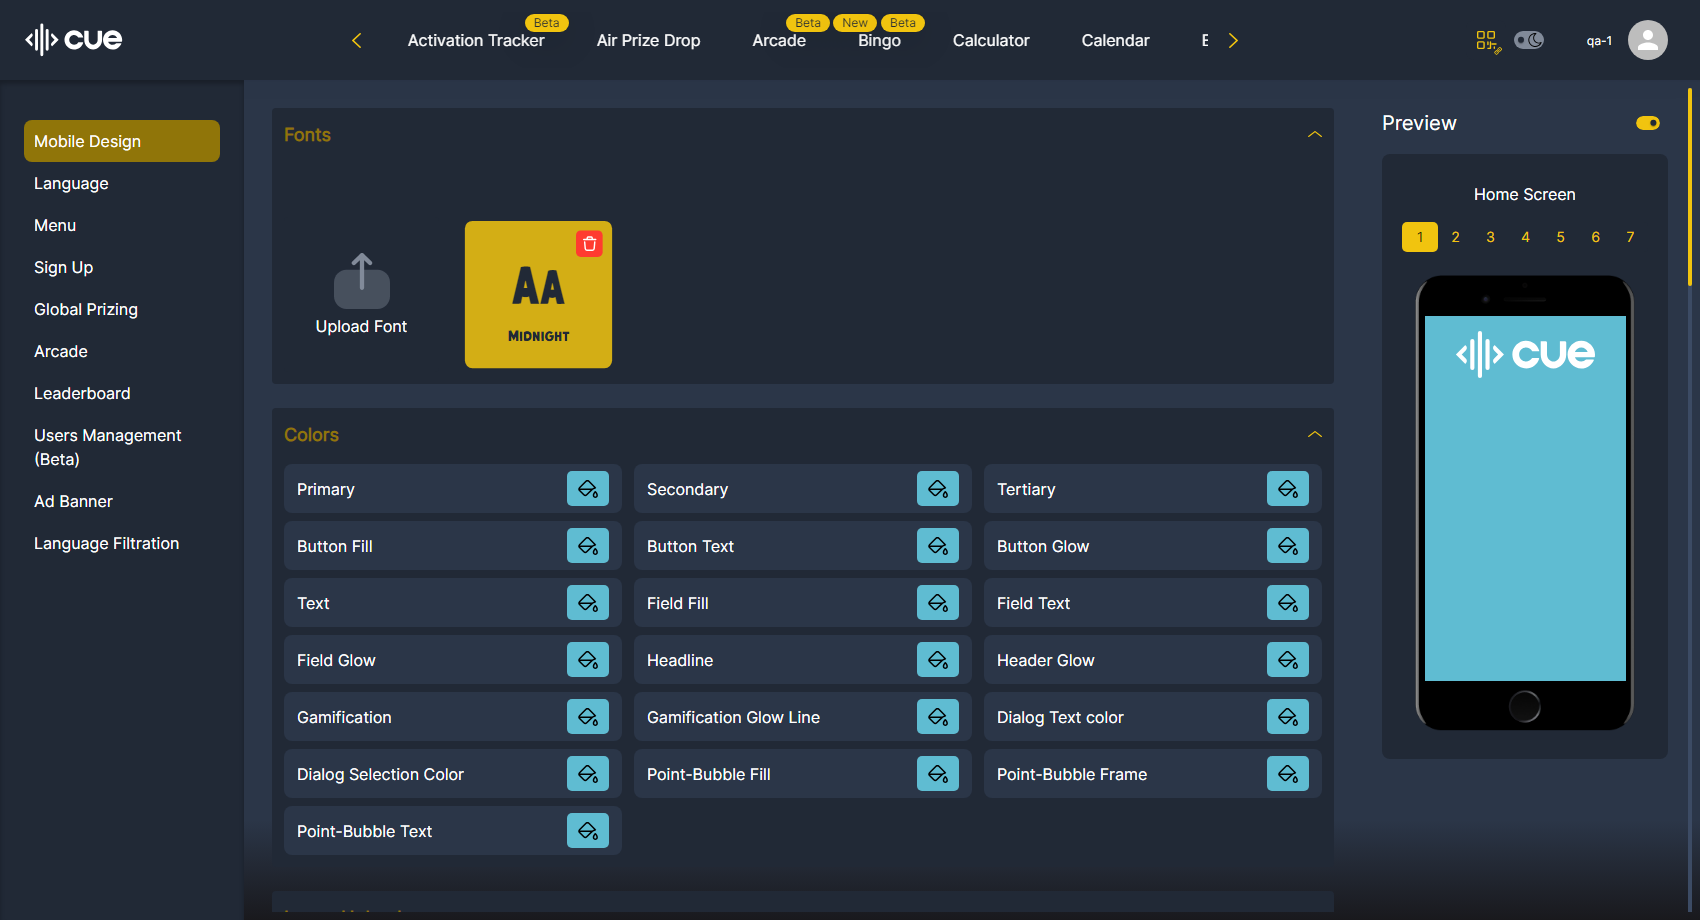 cue
Beta
Beta
New
Beta
Activation Tracker
Air Prize Drop
Arcade
Bingo
Calculator
Calendar
qa-1
Mobile Design
Language
Menu
Sign Up
Global Prizing
Arcade
Leaderboard
Users Management
(Beta)
Ad Banner
Language Filtration
Fonts
Upload Font
AA
MIDNIGHT
Colors
Primary
Secondary
Tertiary
Button Fill
Button Text
Button Glow
Text
Field Fill
Field Text
Field Glow
Headline
Header Glow
Gamification
Gamification Glow Line
Dialog Text color
Dialog Selection Color
Point-Bubble Fill
Point-Bubble Frame
Point-Bubble Text
Preview
Home Screen
1 2 3 4 5 6 7
cue